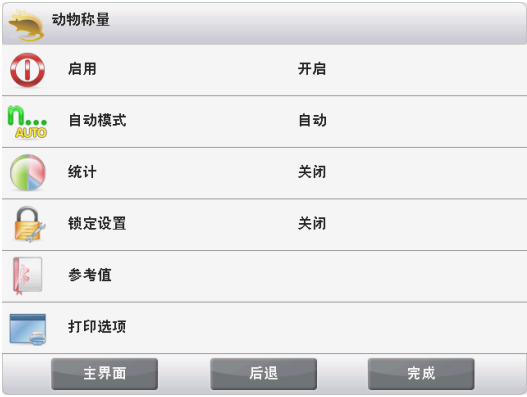 动物称量
启用 开启
n... AUTO
自动模式 自动
统计 关闭
锁定设置 关闭
参考值
打印选项
主界面 后退 完成